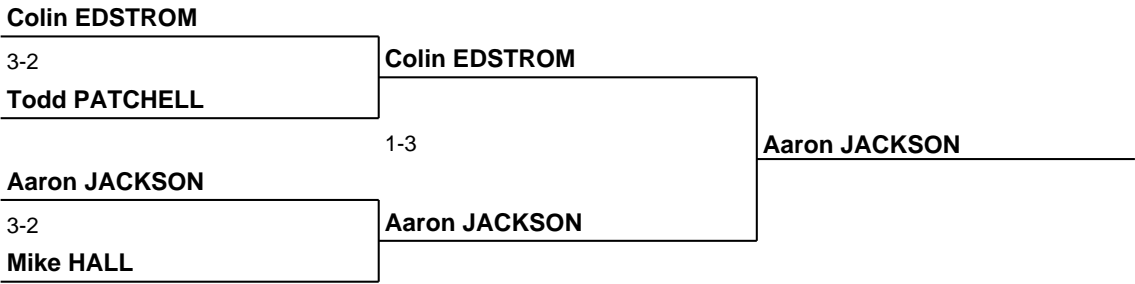 Colin EDSTROM
3-2
Colin EDSTROM
Todd PATCHELL
1-3
Aaron JACKSON
Aaron JACKSON
3-2
Aaron JACKSON
Mike HALL